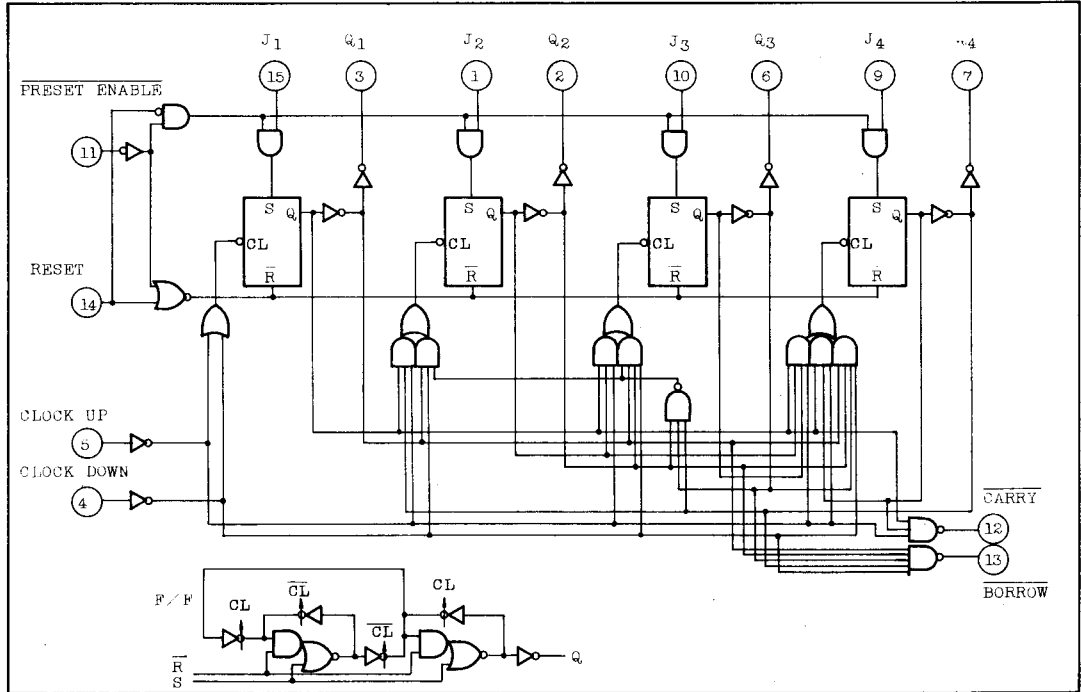 J1 Q1 J2 Q2 J3 Q3 J4
15 3 1 2 10 6 9 7
PRESET ENABLE
11
S Q S Q S Q S Q
CL CL CL CL
R R R R
RESET
14
CLOCK UP
5
CLOCK DOWN
4
CARRY
12
13
BORROW
F/F CL CL CL CL
R
S
Q